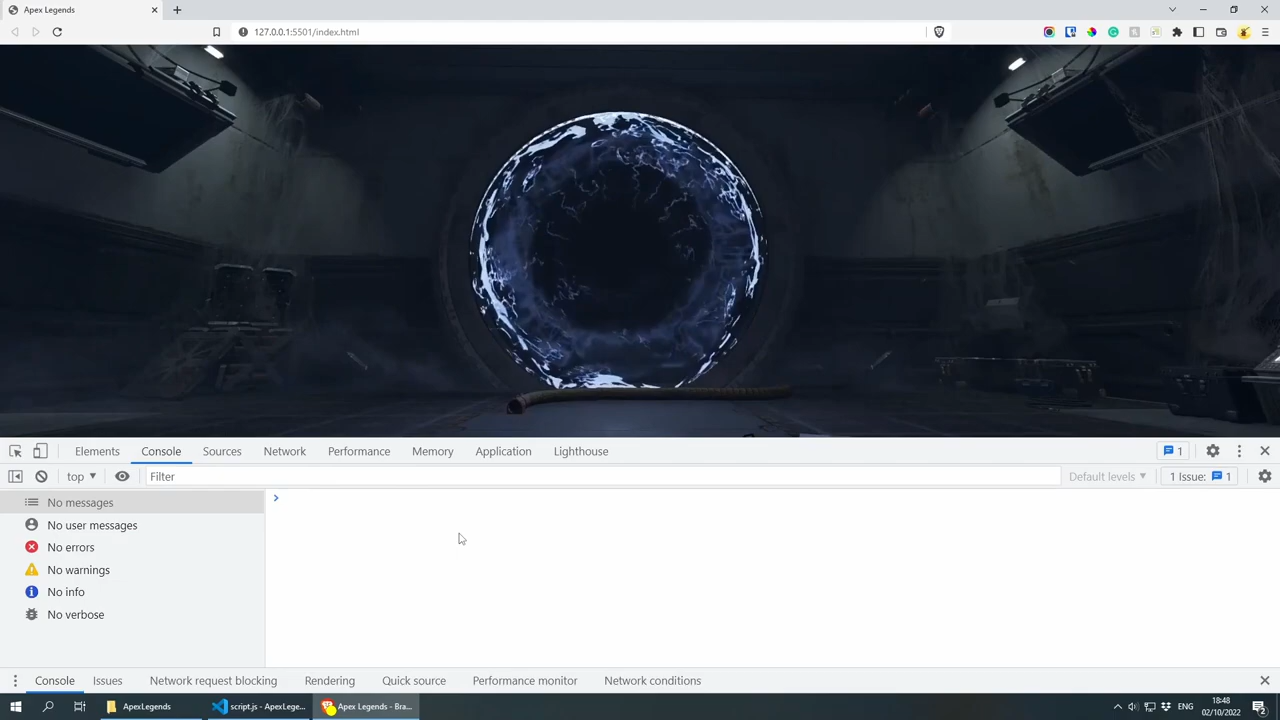 Apex Legends
127.0.0.1:5501/index.html
Elements Console Sources Network Performance Memory Application Lighthouse 1
top Filter Default levels 1 Issue: 1
No messages
No user messages
No errors
No warnings
No info
No verbose
Console Issues Network request blocking Rendering Quick source Performance monitor Network conditions
ApexLegends script.js - ApexLege... Apex Legends - Bra... ENG 18:48 02/10/2022 2